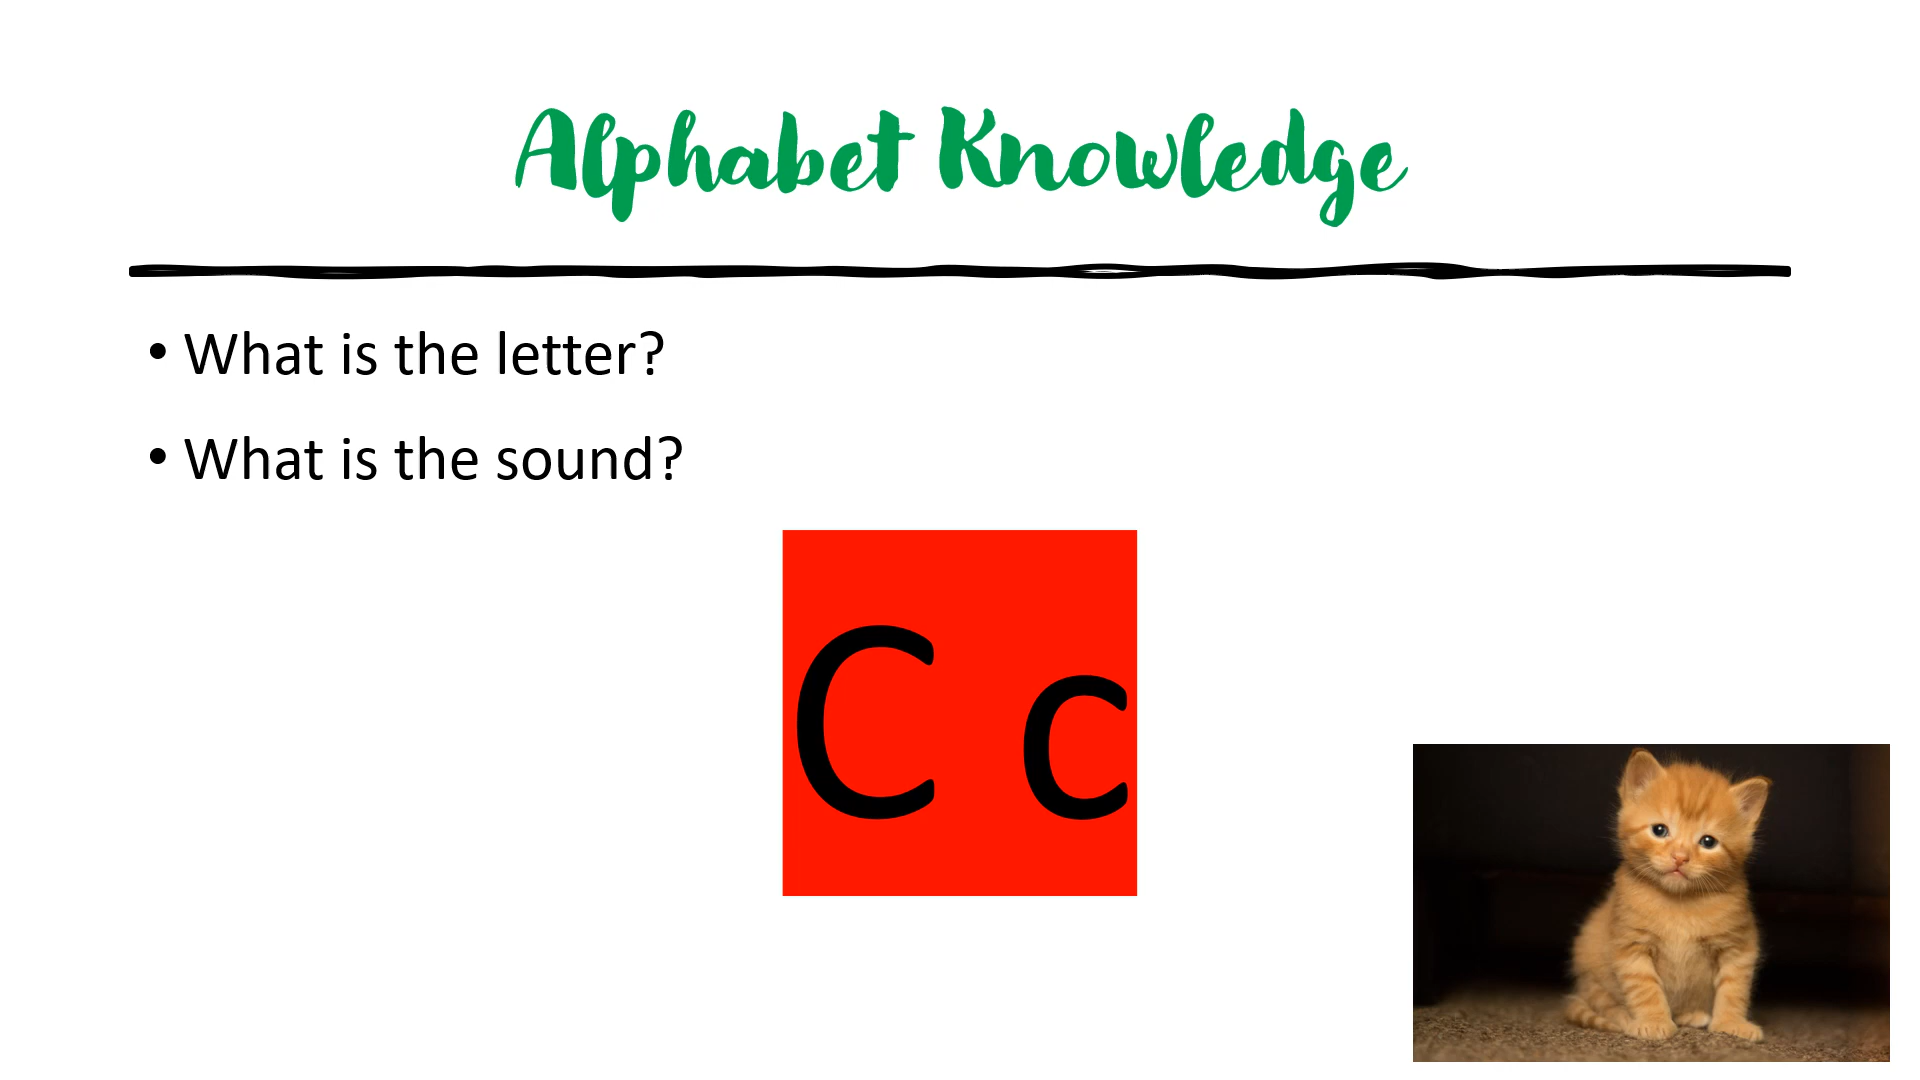 Alphabet Knowledge
• What is the letter?
• What is the sound?
C c